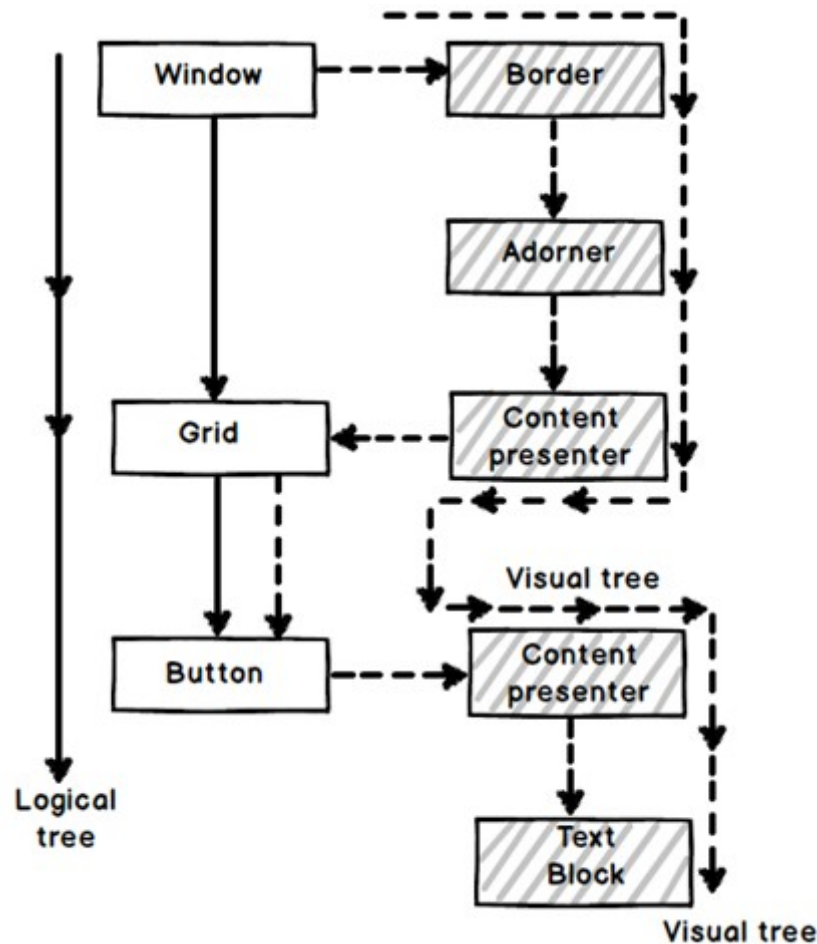 Window
Border
Adorner
Grid
Content
presenter
Visual tree
Button
Content
presenter
Logical
tree
Text
Block
Visual tree